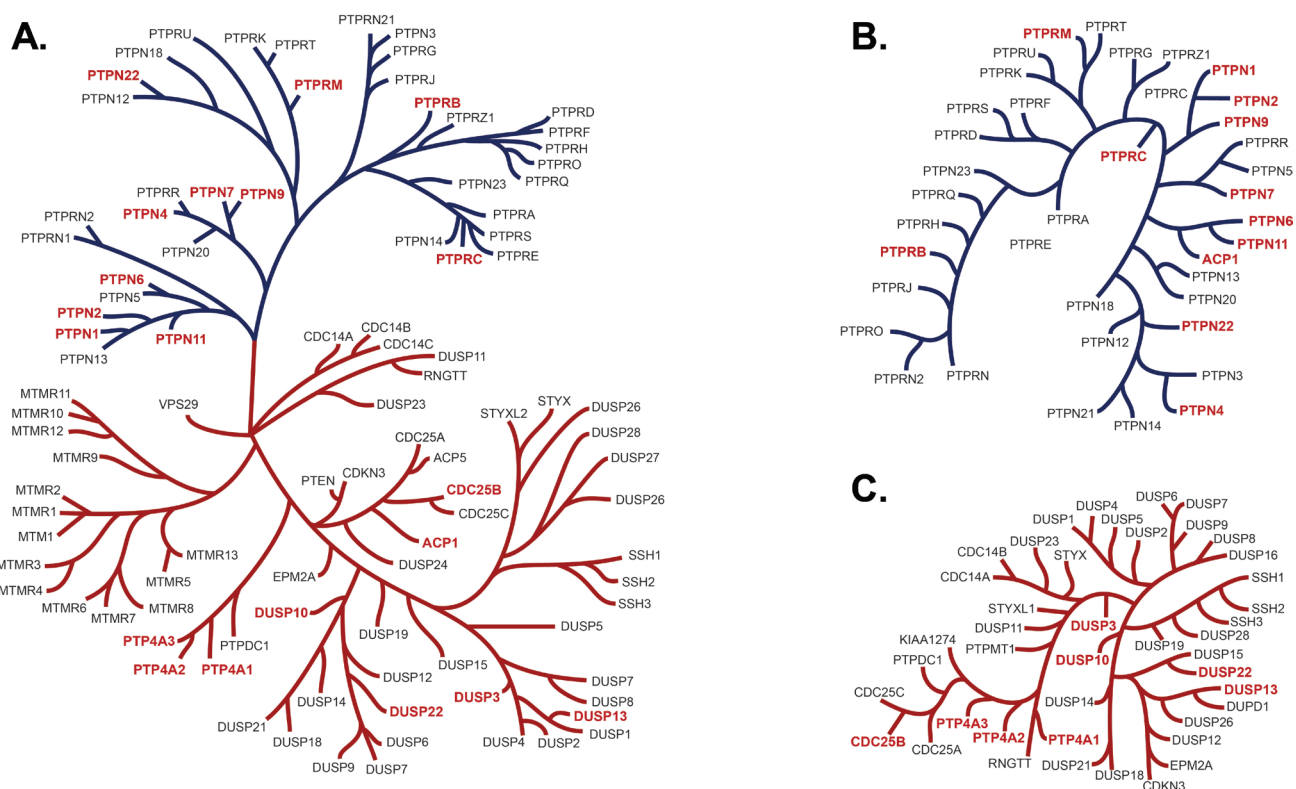 A.
PTPRN21
PTPN3
PTPRG
PTPRJ
PTPRU
PTPRK
PTPRT
PTPN18
PTPN22
PTPN12
PTPRM
PTPRB
PTPRZ1
PTPRD
PTPRF
PTPRH
PTPRO
PTPRQ
PTPN23
PTPRA
PTPRS
PTPRE
PTPN14
PTPRC
PTPRR
PTPN7
PTPN9
PTPN4
PTPN20
PTPRN2
PTPRN1
PTPN6
PTPN5
PTPN2
PTPN1
PTPN11
PTPN13
CDC14A
CDC14B
CDC14C
DUSP11
RNGTT
DUSP23
VPS29
MTMR11
MTMR10
MTMR12
MTMR9
MTMR2
MTMR1
MTM1
MTMR3
MTMR4
MTMR6
MTMR7
MTMR8
MTMR5
MTMR13
PTP4A3
PTP4A2
PTP4A1
PTPDC1
PTEN
CDKN3
CDC25A
ACP5
CDC25B
CDC25C
ACP1
DUSP24
EPM2A
STYXL2
STYX
DUSP26
DUSP28
DUSP27
DUSP26
SSH1
SSH2
SSH3
DUSP5
DUSP10
DUSP19
DUSP15
DUSP14
DUSP12
DUSP22
DUSP21
DUSP18
DUSP9
DUSP7
DUSP6
DUSP3
DUSP7
DUSP8
DUSP13
DUSP1
DUSP2
DUSP4
B.
PTPRM
PTPRT
PTPRU
PTPRK
PTPRG
PTPRZ1
PTPRC
PTPN1
PTPN2
PTPN9
PTPRS
PTPRF
PTPRD
PTPRC
PTPRR
PTPN5
PTPN7
PTPN23
PTPRQ
PTPRA
PTPRH
PTPRE
PTPRB
PTPN6
PTPN11
ACP1
PTPN13
PTPN20
PTPRJ
PTPN18
PTPRO
PTPN12
PTPN22
PTPRN2
PTPRN
PTPN3
PTPN4
PTPN21
PTPN14
C.
DUSP6
DUSP7
DUSP4
DUSP1
DUSP5
DUSP2
DUSP9
DUSP8
DUSP16
DUSP23
CDC14B
STYX
CDC14A
SSH1
SSH2
SSH3
DUSP28
DUSP19
STYXL1
DUSP11
DUSP3
PTPMT1
DUSP10
DUSP15
DUSP22
KIAA1274
PTPDC1
CDC25C
CDC25B
CDC25A
PTP4A3
PTP4A2
PTP4A1
RNGTT
DUSP14
DUSP13
DUPD1
DUSP26
DUSP12
EPM2A
DUSP21
DUSP18
CDKN3